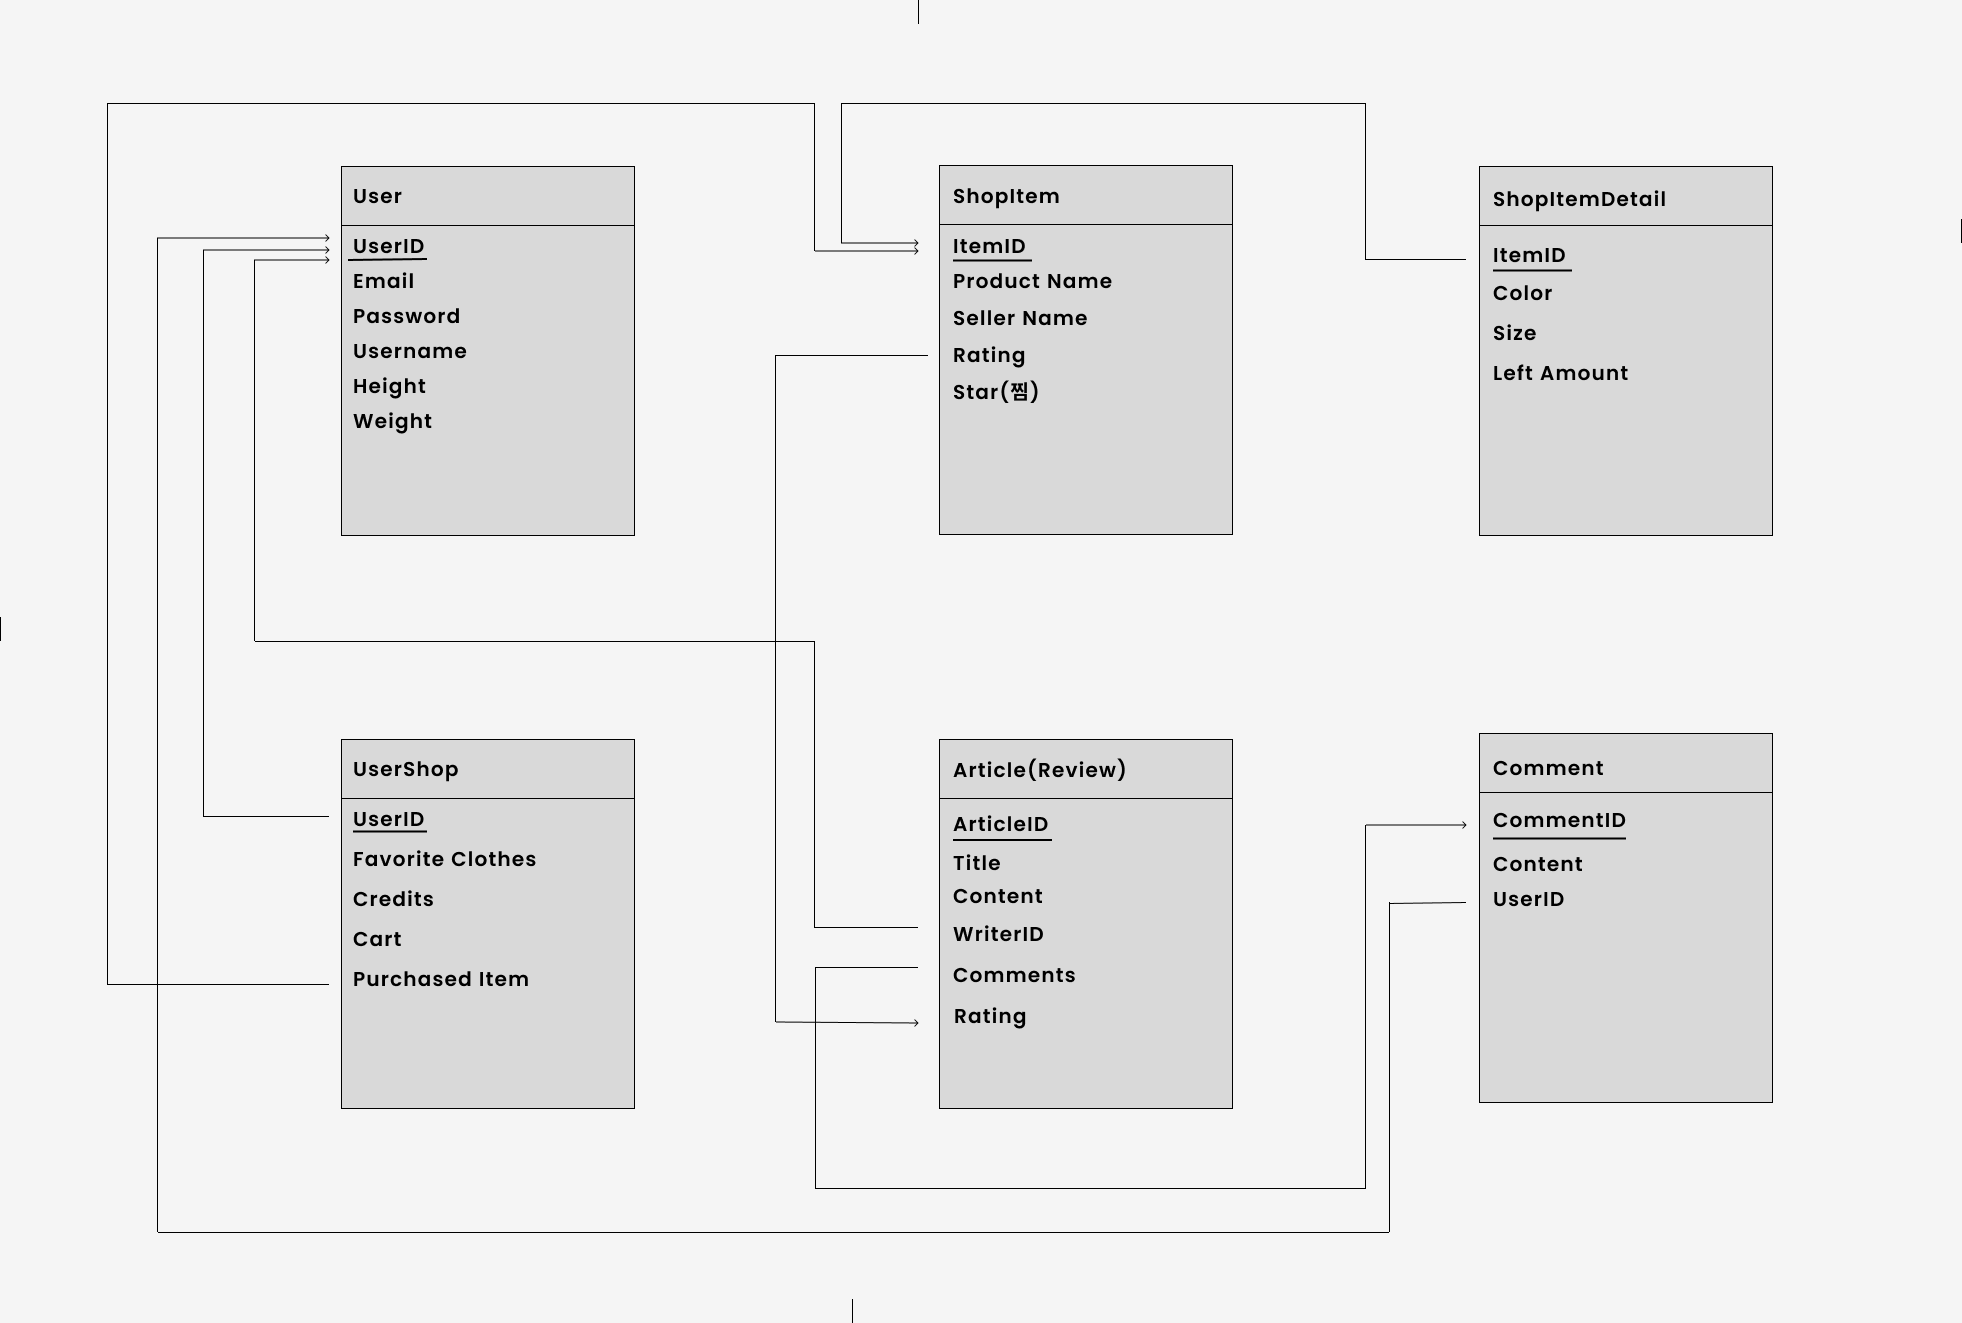 User
UserID
Email
Password
Username
Height
Weight
ShopItem
ItemID
Product Name
Seller Name
Rating
Star(찜)
ShopItemDetail
ItemID
Color
Size
Left Amount
UserShop
UserID
Favorite Clothes
Credits
Cart
Purchased Item
Article(Review)
ArticleID
Title
Content
WriterID
Comments
Rating
Comment
CommentID
Content
UserID